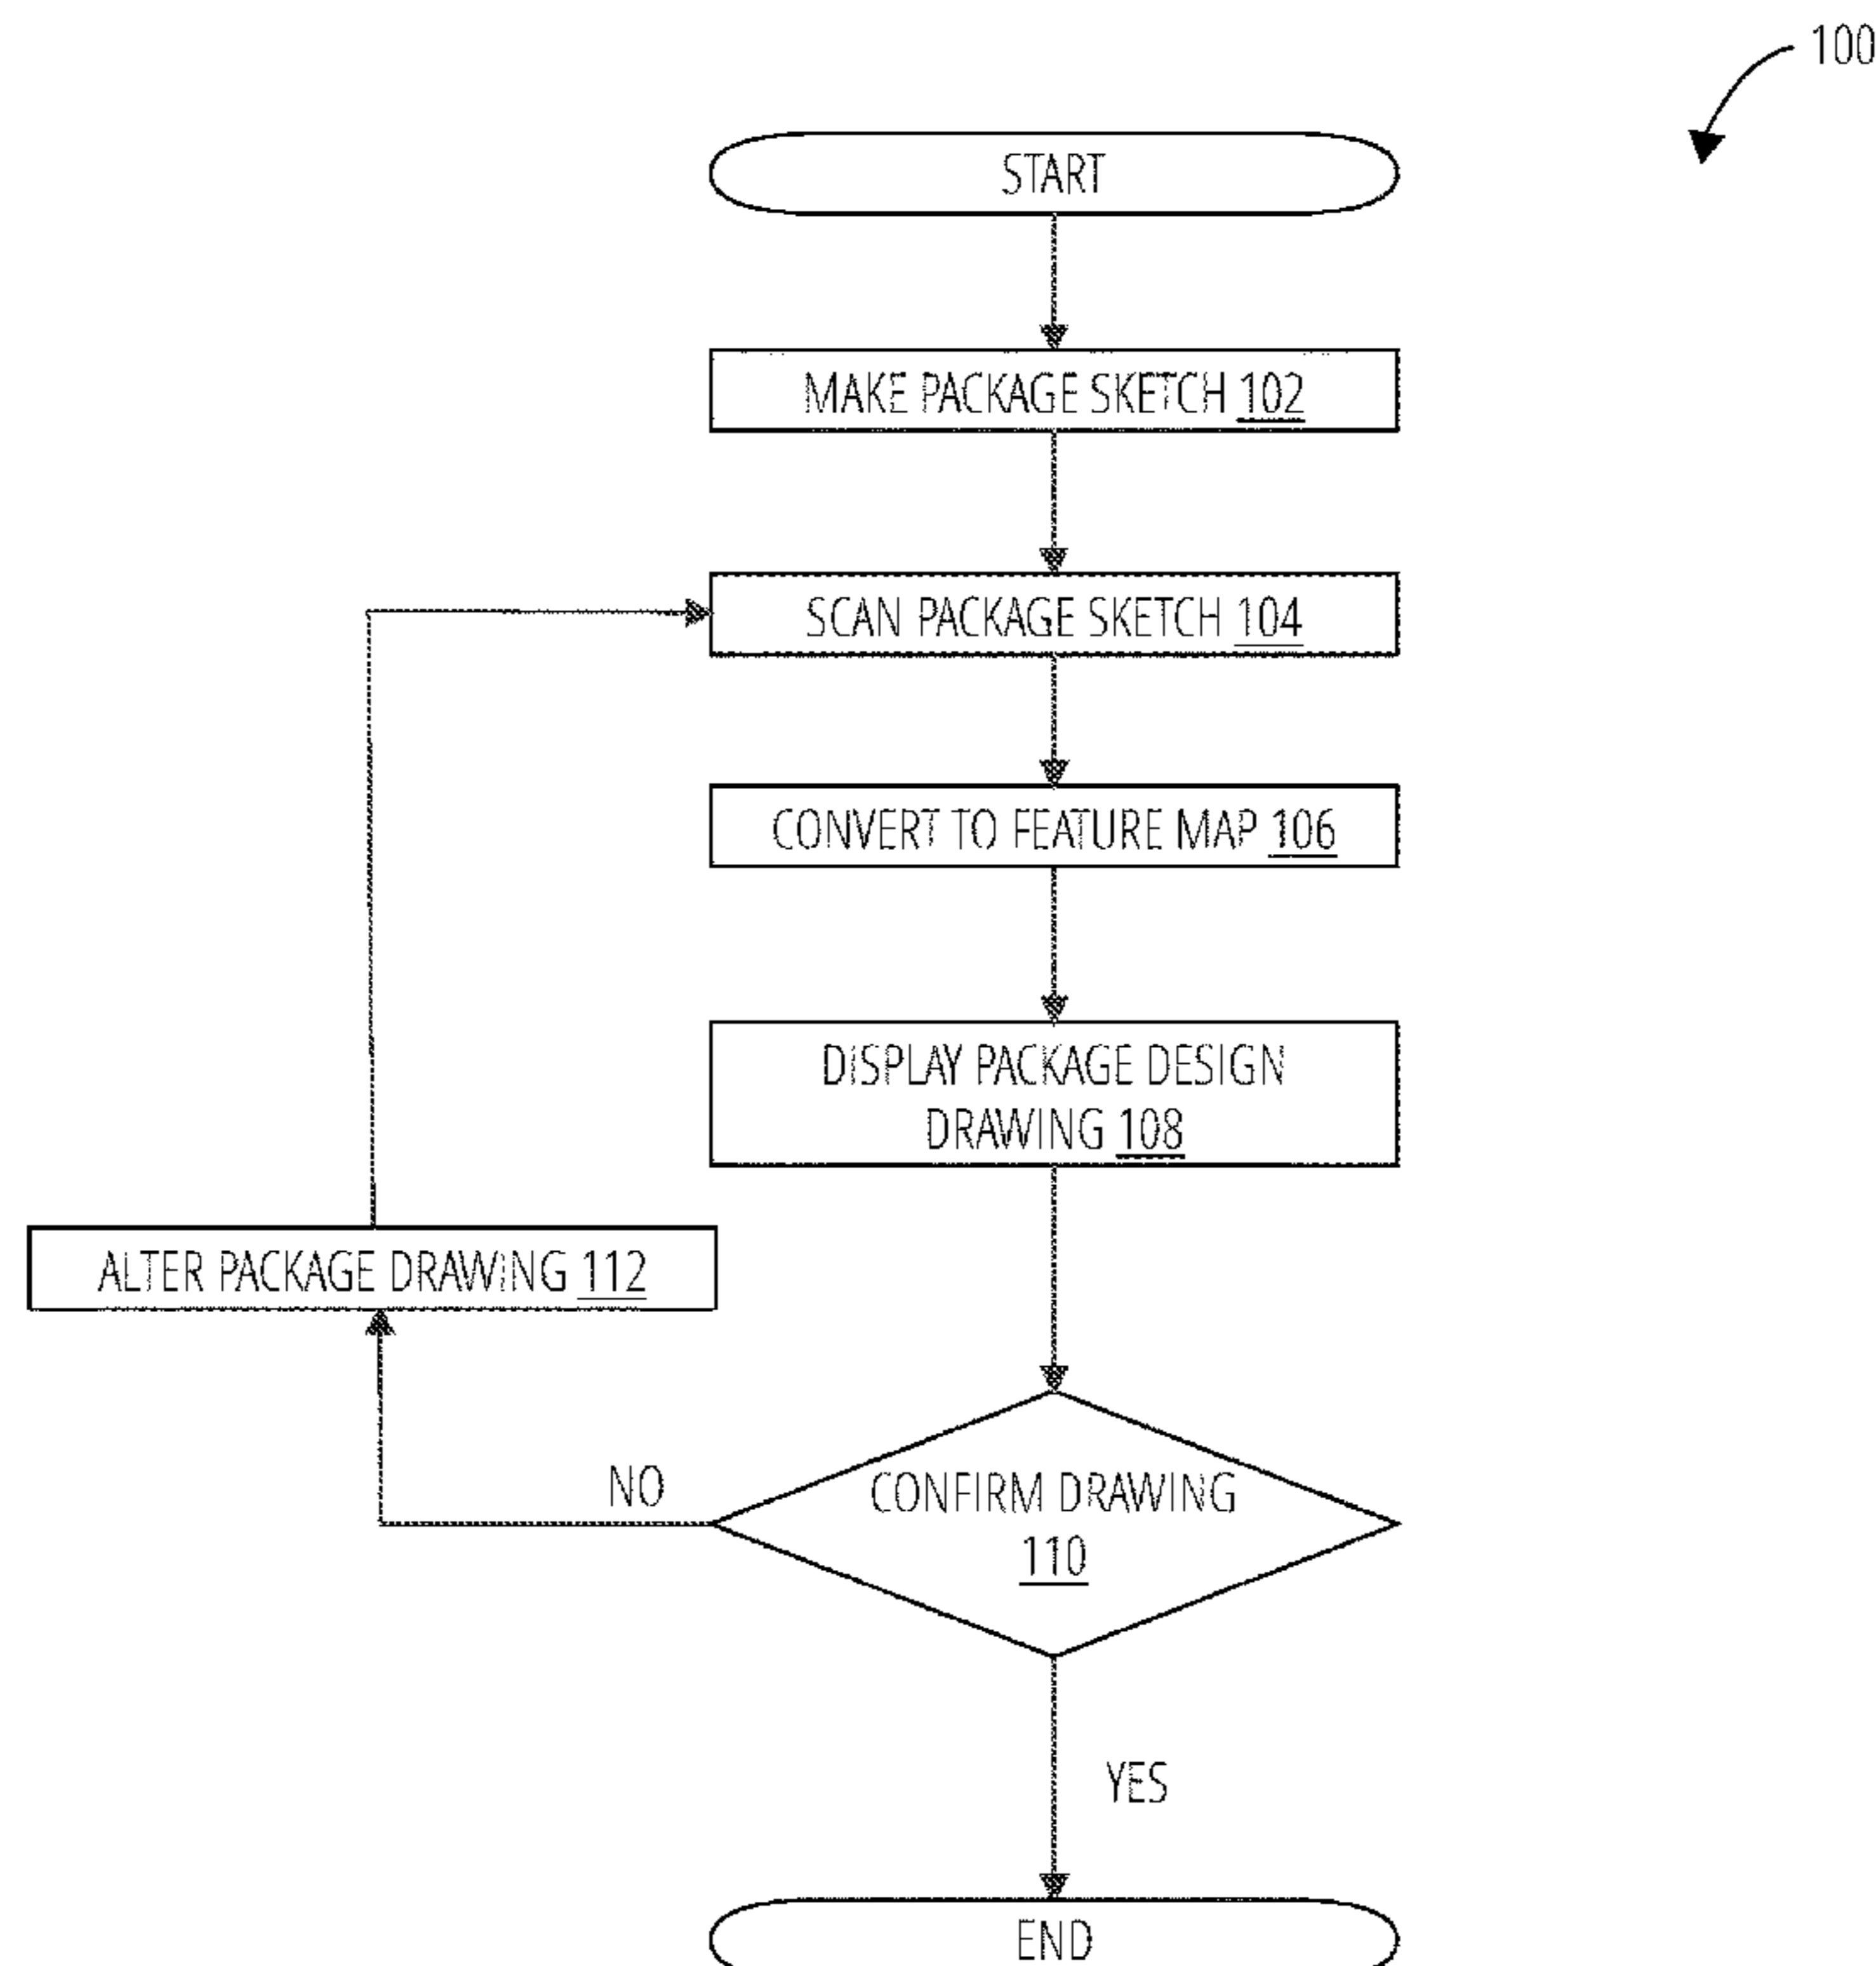 100
START
MAKE PACKAGE SKETCH 102
SCAN PACKAGE SKETCH 104
CONVERT TO FEATURE MAP 106
DISPLAY PACKAGE DESIGN
DRAWING 108
ALTER PACKAGE DRAWING 112
NO
CONFIRM DRAWING
110
YES
END